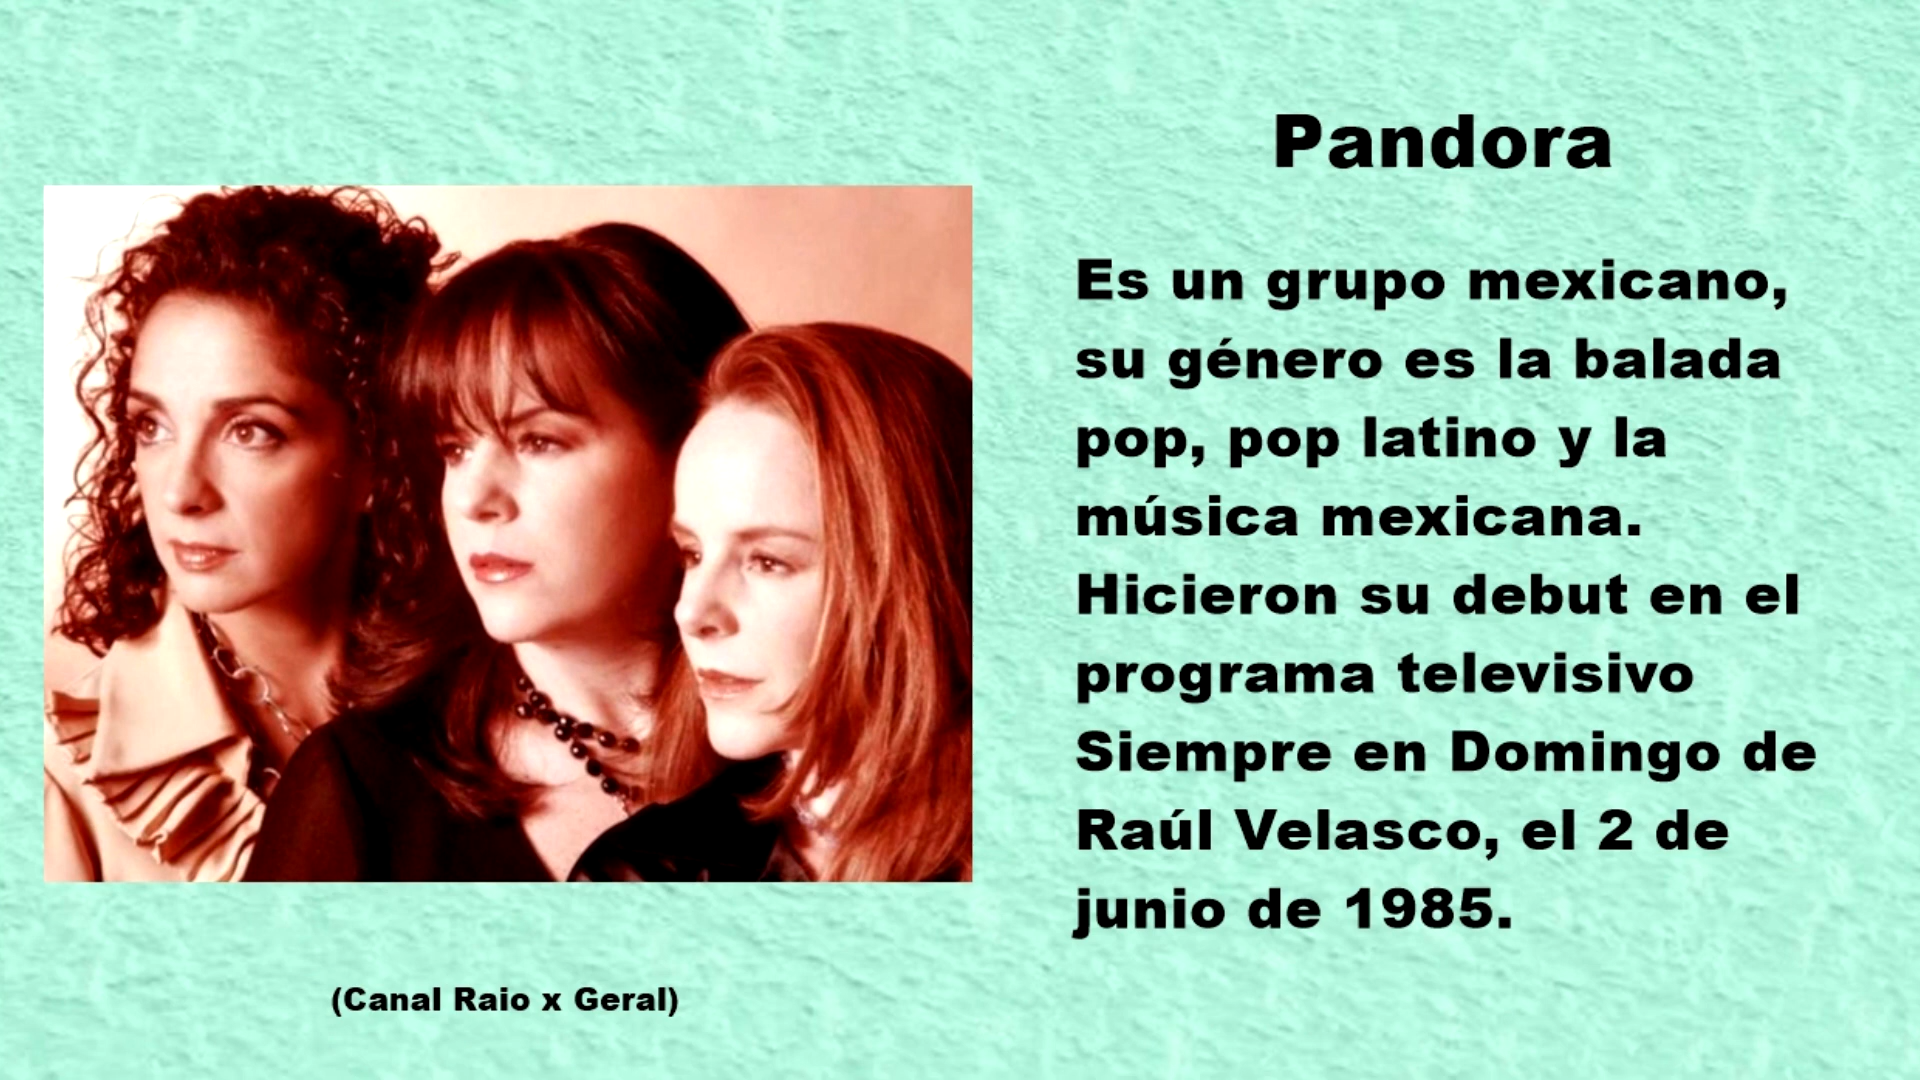 Pandora
Es un grupo mexicano,
su género es la balada
pop, pop latino y la
música mexicana.
Hicieron su debut en el
programa televisivo
Siempre en Domingo de
Raúl Velasco, el 2 de
junio de 1985.
(Canal Raio x Geral)